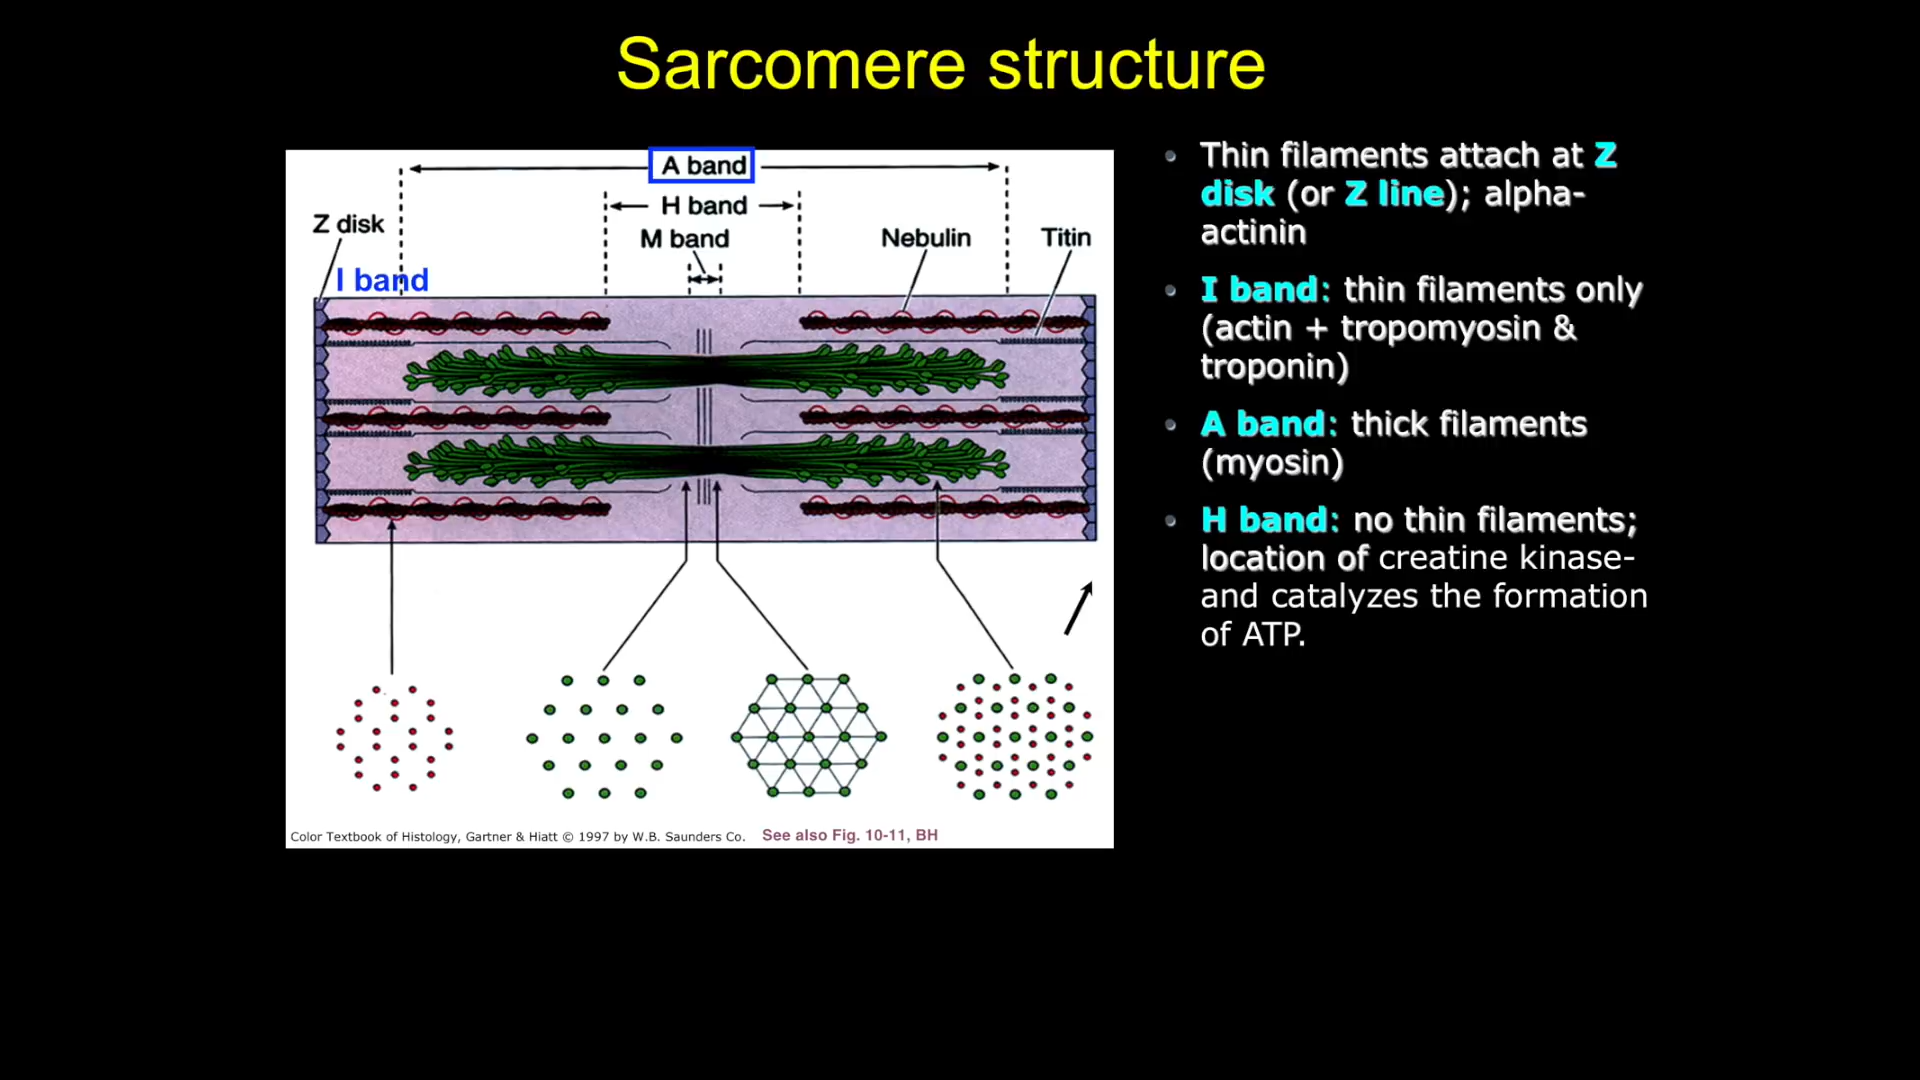 Sarcomere structure
A band
H band
M band
Z disk
Nebulin
Titin
I band
Color Textbook of Histology, Gartner & Hiatt © 1997 by W.B. Saunders Co.
See also Fig. 10-11, BH
• Thin filaments attach at Z
disk (or Z line); alpha-
actinin
• I band: thin filaments only
(actin + tropomyosin &
troponin)
• A band: thick filaments
(myosin)
• H band: no thin filaments;
location of creatine kinase-
and catalyzes the formation
of ATP.